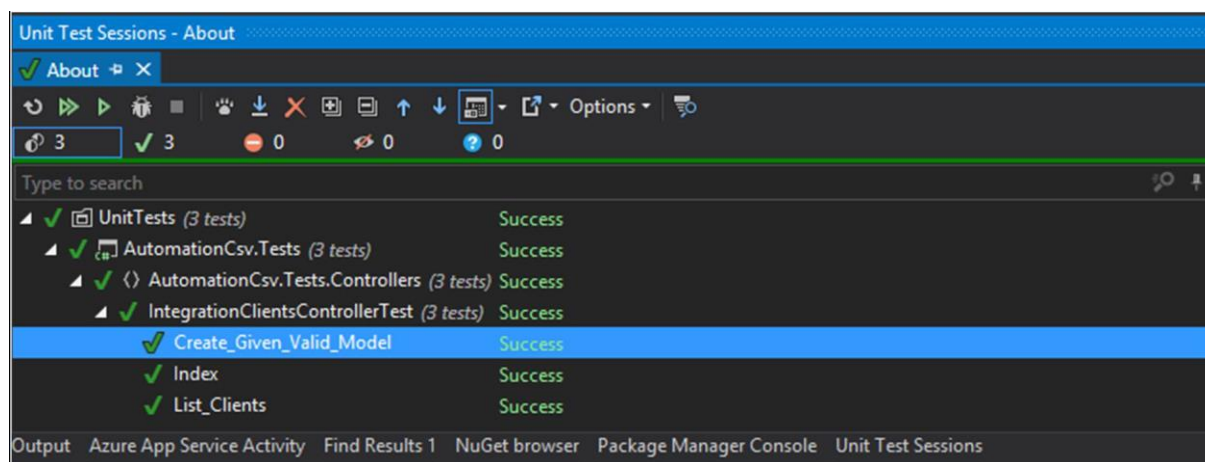 Unit Test Sessions - About
About
Options
3 3 0 0 0
Type to search
UnitTests (3 tests) Success
AutomationCsv.Tests (3 tests) Success
AutomationCsv.Tests.Controllers (3 tests) Success
IntegrationClientsControllerTest (3 tests) Success
Create_Given_Valid_Model Success
Index Success
List_Clients Success
Output Azure App Service Activity Find Results 1 NuGet browser Package Manager Console Unit Test Sessions